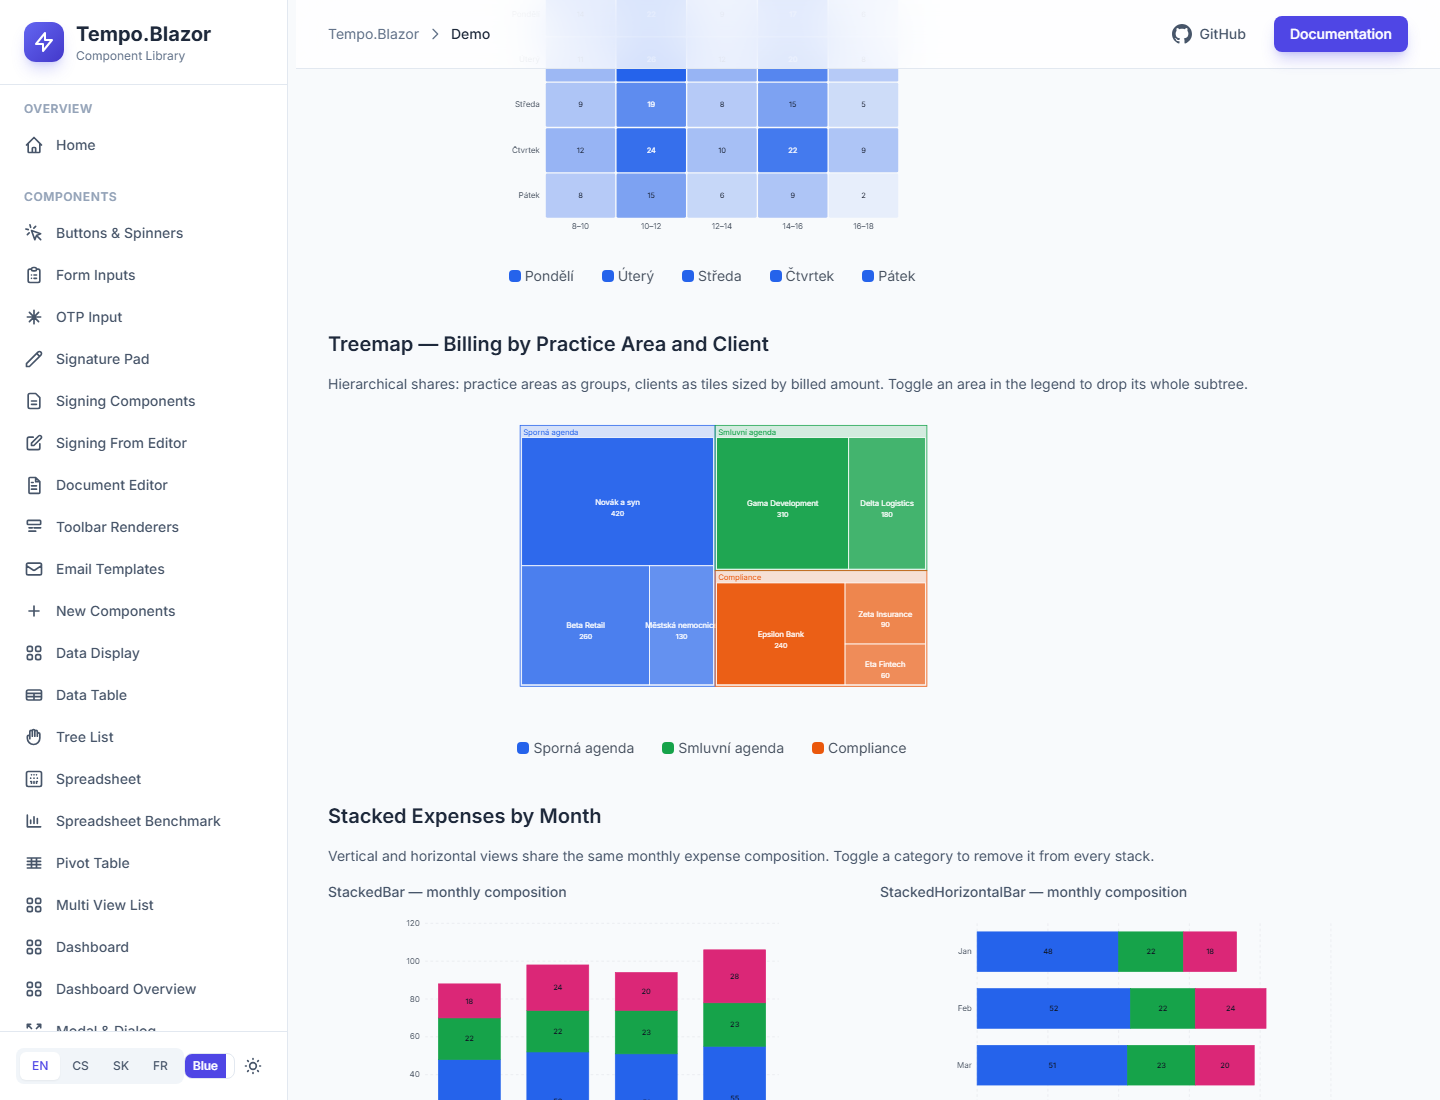 Tempo.Blazor
Component Library
OVERVIEW
Home
COMPONENTS
Buttons & Spinners
Form Inputs
OTP Input
Signature Pad
Signing Components
Signing From Editor
Document Editor
Toolbar Renderers
Email Templates
New Components
Data Display
Data Table
Tree List
Spreadsheet
Spreadsheet Benchmark
Pivot Table
Multi View List
Dashboard
Dashboard Overview
Modal & Dialog
EN CS SK FR Blue
Tempo.Blazor > Demo
GitHub
Documentation
Středa 9 19 8 15 5
Čtvrtek 12 24 10 22 9
Pátek 8 15 6 9 2
8–10 10–12 12–14 14–16 16–18
Pondělí Úterý Středa Čtvrtek Pátek
Treemap — Billing by Practice Area and Client
Hierarchical shares: practice areas as groups, clients as tiles sized by billed amount. Toggle an area in the legend to drop its whole subtree.
Sporná agenda
Novák a syn
420
Beta Retail
260
Městská nemocnic
130
Smluvní agenda
Gama Development
310
Delta Logistics
180
Compliance
Epsilon Bank
240
Zeta Insurance
90
Eta Fintech
60
Sporná agenda Smluvní agenda Compliance
Stacked Expenses by Month
Vertical and horizontal views share the same monthly expense composition. Toggle a category to remove it from every stack.
StackedBar — monthly composition
120
100
80
60
40
18 24 20 28
22 22 23 23
55
StackedHorizontalBar — monthly composition
Jan 48 22 18
Feb 52 22 24
Mar 51 23 20